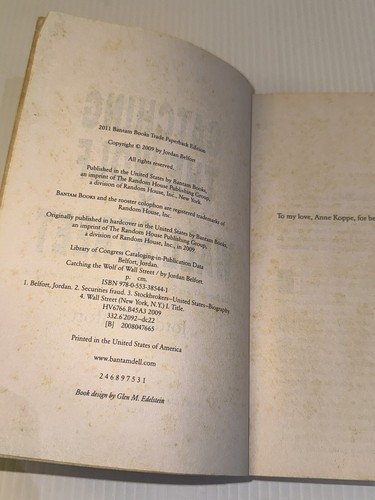 2011 Bantam Books Trade Paperback Edition
Copyright © 2009 by Jordan Belfort
All rights reserved.
Published in the United States by Bantam Books,
an imprint of The Random House Publishing Group,
a division of Random House, Inc., New York.
BANTAM BOOKS and the rooster colophon are registered trademarks of
Random House, Inc.
Originally published in hardcover in the United States by Bantam Books,
an imprint of The Random House Publishing Group,
a division of Random House, Inc., in 2009
Library of Congress Cataloging-in-Publication Data
Belfort, Jordan.
Catching the Wolf of Wall Street / by Jordan Belfort.
p. cm.
ISBN 978-0-553-38544-1
1. Belfort, Jordan. 2. Securities fraud. 3. Stockbrokers—United States—Biography.
4. Wall Street (New York, N.Y.) I. Title.
HV6766.B45A3 2009
332.6'2092—dc22
[B] 2008047665
Printed in the United States of America
www.bantamdell.com
2 4 6 8 9 7 5 3 1
Book design by Glen M. Edelstein
To my love, Anne Koppe, for be